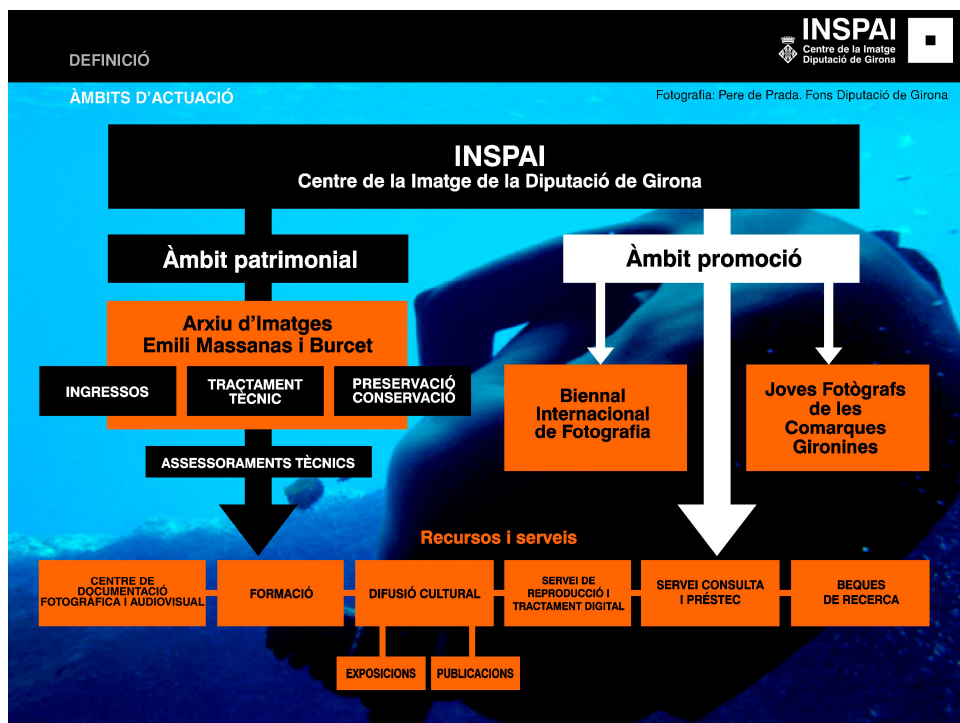 DEFINICIÓ
INSPAI
Centre de la Imatge
Diputació de Girona
ÀMBITS D'ACTUACIÓ
Fotografia: Pere de Prada. Fons Diputació de Girona
INSPAI
Centre de la Imatge de la Diputació de Girona
Àmbit patrimonial
Àmbit promoció
Arxiu d'Imatges
Emili Massanas i Burcet
INGRESSOS
TRACTAMENT
TÈCNIC
PRESERVACIÓ
CONSERVACIÓ
ASSESSORAMENTS TÈCNICS
Biennal
Internacional
de Fotografia
Joves Fotògrafs
de les
Comarques
Gironines
Recursos i serveis
CENTRE DE
DOCUMENTACIÓ
FOTOGRÀFICA I AUDIOVISUAL
FORMACIÓ
DIFUSIÓ CULTURAL
SERVEI DE
REPRODUCCIÓ I
TRACTAMENT DIGITAL
SERVEI CONSULTA
I PRÉSTEC
BEQUES
DE RECERCA
EXPOSICIONS
PUBLICACIONS